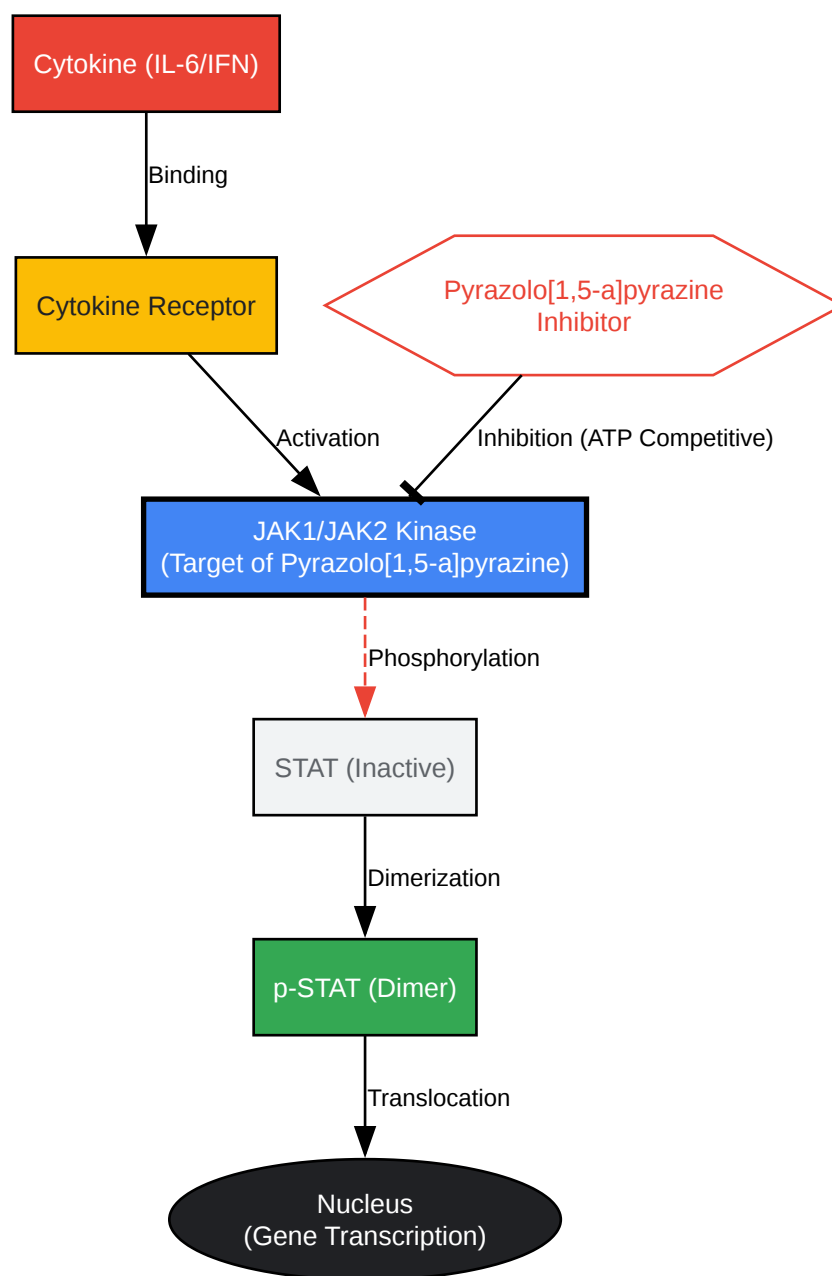 Cytokine (IL-6/IFN)
Binding
Cytokine Receptor
Pyrazolo[1,5-a]pyrazine
Inhibitor
Activation
Inhibition (ATP Competitive)
JAK1/JAK2 Kinase
(Target of Pyrazolo[1,5-a]pyrazine)
Phosphorylation
STAT (Inactive)
Dimerization
p-STAT (Dimer)
Translocation
Nucleus
(Gene Transcription)